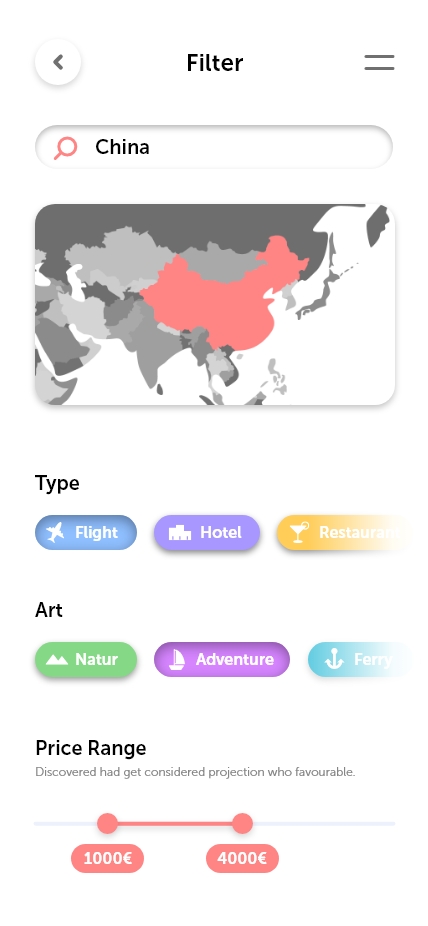 Filter
China
Type
Flight
Hotel
Restaurant
Art
Natur
Adventure
Ferry
Price Range
Discovered had get considered projection who favourable.
1000€
4000€